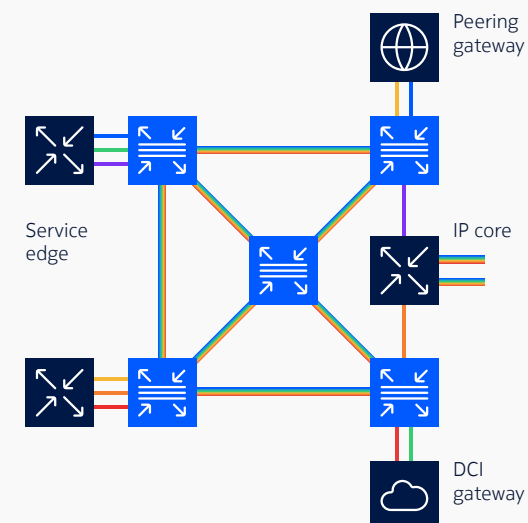 Peering
gateway
Service
edge
IP core
DCI
gateway